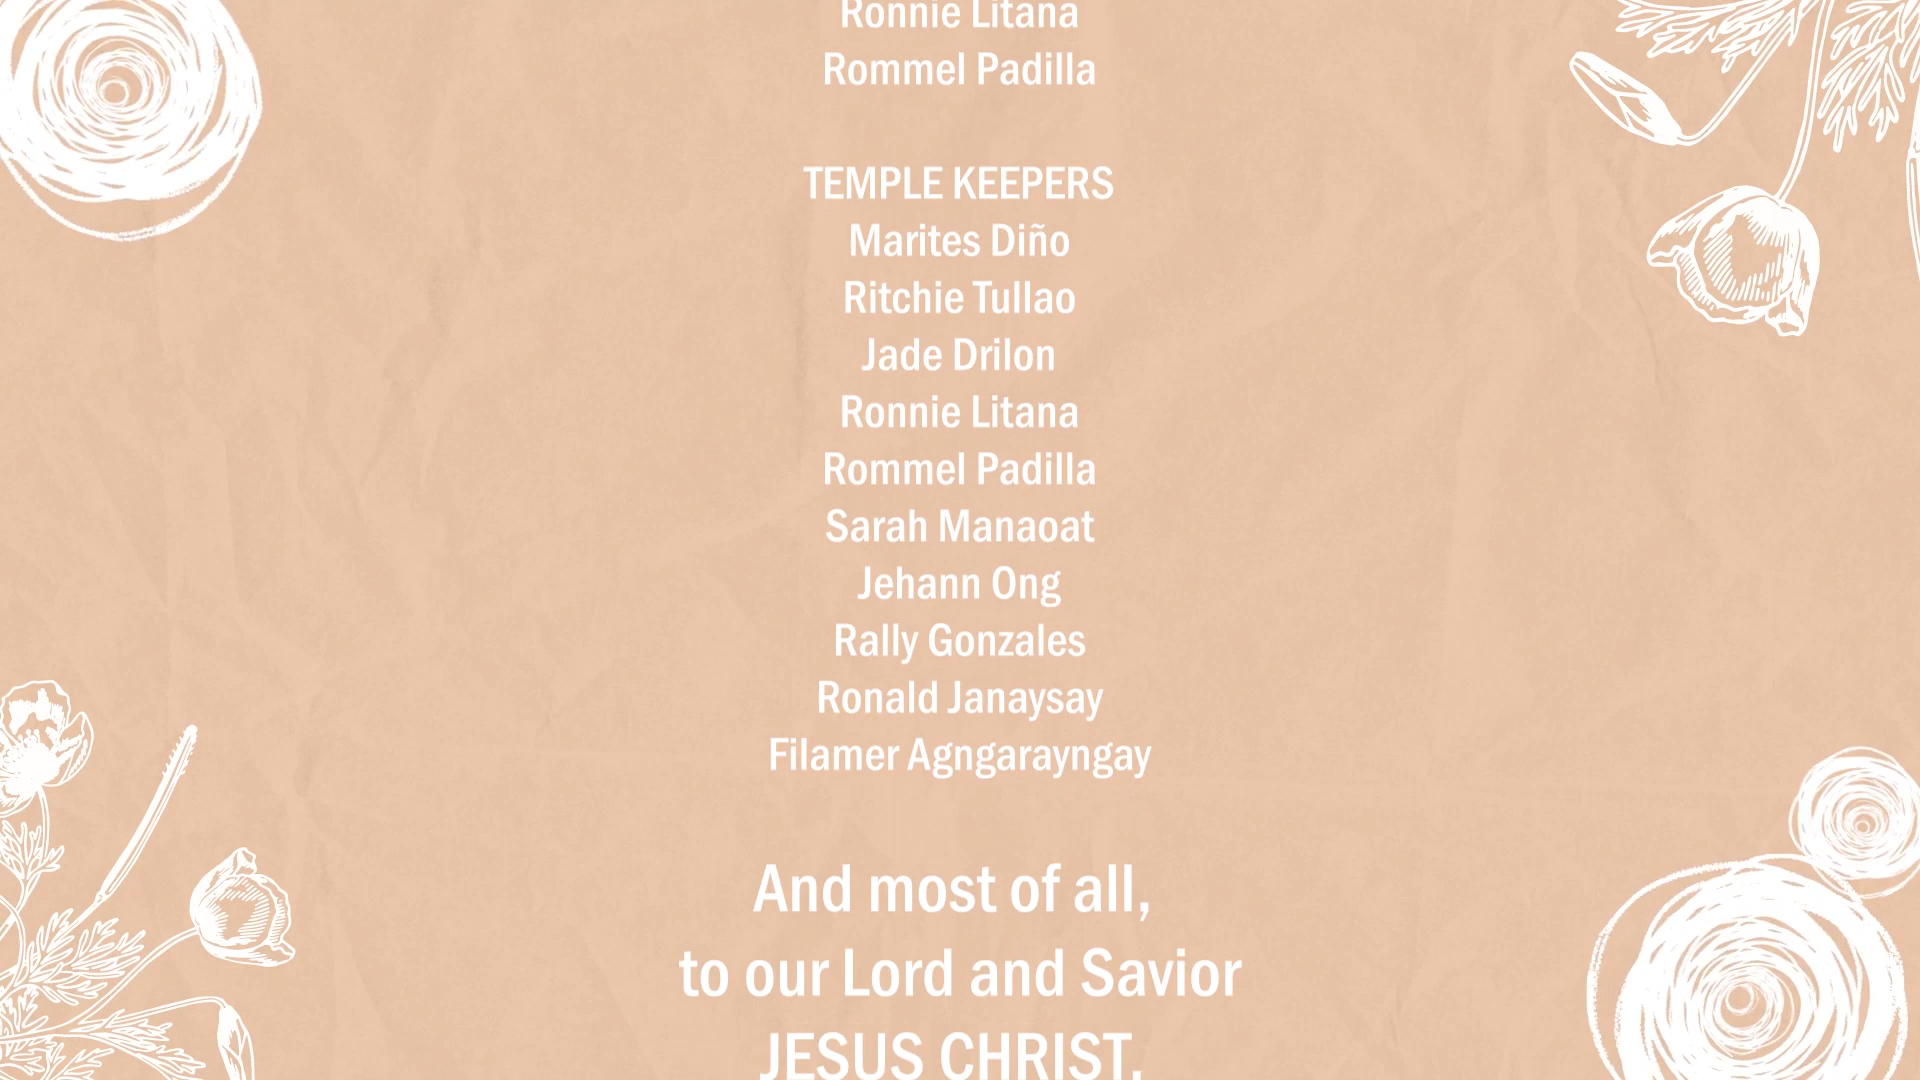 Ronnie Litana
Rommel Padilla
TEMPLE KEEPERS
Marites Diño
Ritchie Tullao
Jade Drilon
Ronnie Litana
Rommel Padilla
Sarah Manaoat
Jehann Ong
Rally Gonzales
Ronald Janaysay
Filamer Agngarayngay
And most of all,
to our Lord and Savior
JESUS CHRIST.